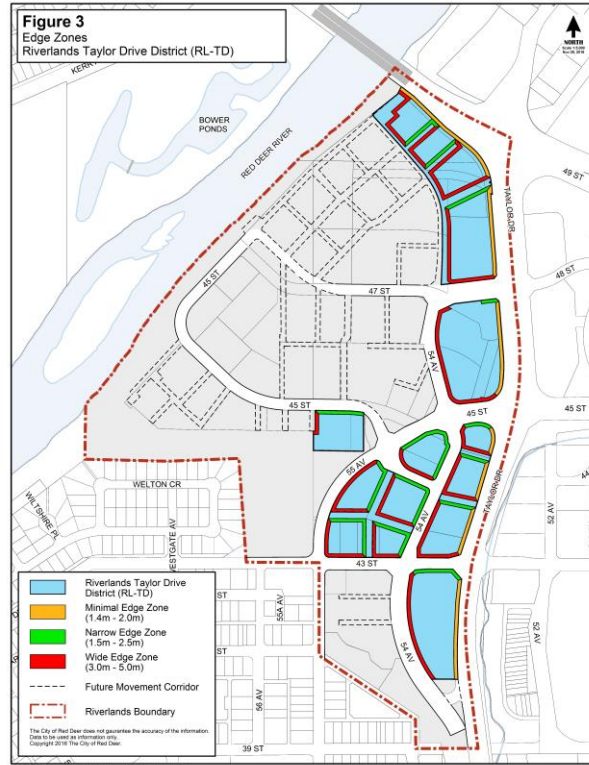 Figure 3
Edge Zones
Riverlands Taylor Drive District (RL-TD)
NORTH
Scale 1:5,000
BOWER
PONDS
RED DEER RIVER
TAYLOR DR
49 ST
48 ST
45 ST
47 ST
54 AV
45 ST
45 ST
45 ST
55 AV
54 AV
TAYLOR DR
WELTON CR
WILTSHIRE PL
WESTGATE AV
52 AV
43 ST
54 AV
52 AV
55A AV
56 AV
39 ST
Riverlands Taylor Drive
District (RL-TD)
Minimal Edge Zone
(1.4m - 2.0m)
Narrow Edge Zone
(1.5m - 2.5m)
Wide Edge Zone
(3.0m - 5.0m)
Future Movement Corridor
Riverlands Boundary
The City of Red Deer does not guarantee the accuracy of the information.
Data to be used as information only.
Copyright 2016 The City of Red Deer.